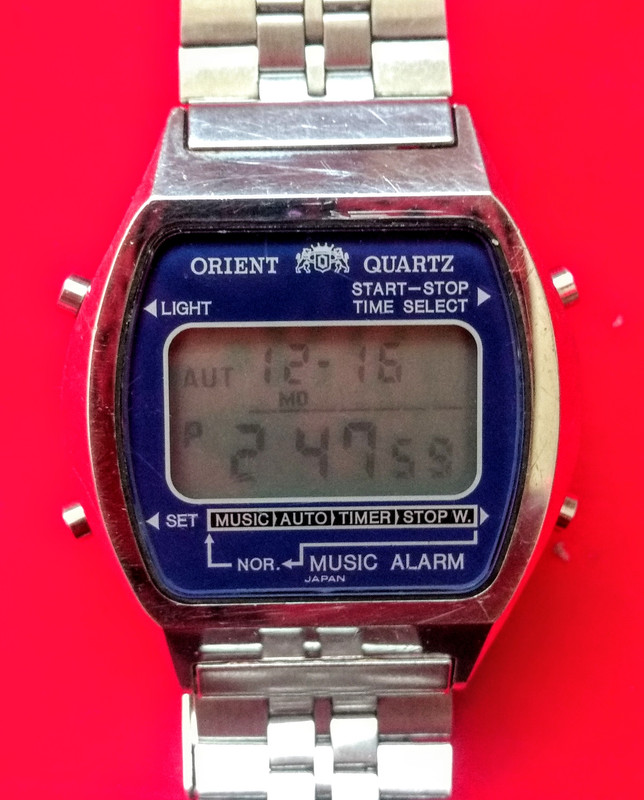 ORIENT QUARTZ
START-STOP
LIGHT TIME SELECT
AUT 12-16
MO
P 2 47 59
SET MUSIC AUTO TIMER STOP W.
NOR. MUSIC ALARM
JAPAN